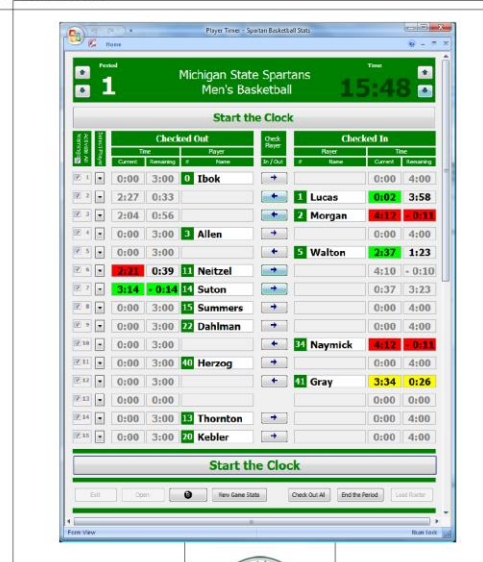 Player Timer - Spartan Basketball Stats
Home
Period
1
Michigan State Spartans
Men's Basketball
Time
15:48
Start the Clock
Checked Out
Check Player
Checked In
Time Player
In / Out
Player Time
Current Remaining # Name
# Name Current Remaining
1 0:00 3:00 0 Ibok 0:00 4:00
2 2:27 0:33 1 Lucas 0:02 3:58
3 2:04 0:56 2 Morgan 4:12 - 0:11
4 0:00 3:00 3 Allen 0:00 4:00
5 0:00 3:00 5 Walton 2:37 1:23
6 2:21 0:39 11 Neitzel 4:10 - 0:10
7 3:14 - 0:14 14 Suton 0:37 3:23
8 0:00 3:00 15 Summers 0:00 4:00
9 0:00 3:00 22 Dahlman 0:00 4:00
10 0:00 3:00 34 Naymick 4:12 - 0:11
11 0:00 3:00 40 Herzog 0:00 4:00
12 0:00 3:00 41 Gray 3:34 0:26
13 0:00 0:00 0:00 0:00
14 0:00 3:00 13 Thornton 0:00 4:00
15 0:00 3:00 20 Kebler 0:00 4:00
Start the Clock
Exit Open New Game Stats Check Out All End the Period Load Roster
Form View Num Lock